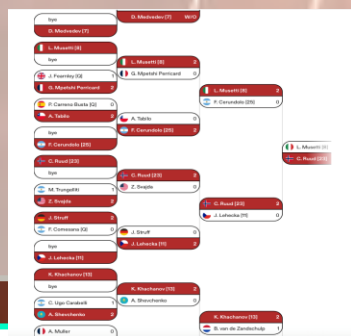 bye
D. Medvedev [7]
L. Musetti [8]
bye
J. Fearnley [Q] 1
G. Mpetshi Perricard 2
P. Carreno Busta [Q] 0
A. Tabilo 2
bye
F. Cerundolo [25]
C. Ruud [23]
bye
M. Trungelliti 1
Z. Svajda 2
J. Struff 2
F. Comesana [Q] 0
bye
J. Lehecka [11]
K. Khachanov [13]
bye
C. Ugo Carabelli 1
A. Shevchenko 2
A. Muller 0
D. Medvedev [7] W/O
L. Musetti [8] 2
G. Mpetshi Perricard 0
A. Tabilo 0
F. Cerundolo [25] 2
C. Ruud [23] 2
Z. Svajda 0
J. Struff 0
J. Lehecka [11] 2
K. Khachanov [13] 2
A. Shevchenko 0
L. Musetti [8] 2
F. Cerundolo [25] 0
C. Ruud [23] 2
J. Lehecka [11] 0
K. Khachanov [13] 2
B. van de Zandschulp 1
L. Musetti [8]
C. Ruud [23]